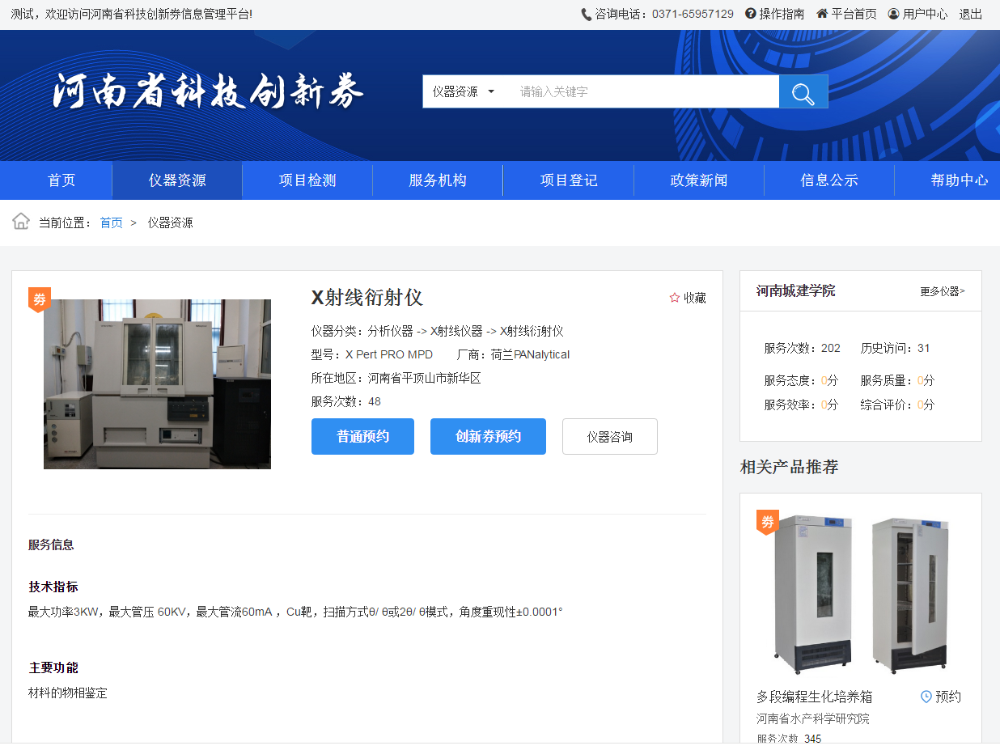 测试，欢迎访问河南省科技创新券信息管理平台!
咨询电话：0371-65957129 操作指南 平台首页 用户中心 退出
河南省科技创新券
仪器资源 请输入关键字
首页 仪器资源 项目检测 服务机构 项目登记 政策新闻 信息公示 帮助中心
当前位置： 首页 > 仪器资源
券
X射线衍射仪
收藏
仪器分类：分析仪器 -> X射线仪器 -> X射线衍射仪
型号：X Pert PRO MPD 厂商：荷兰PANalytical
所在地区：河南省平顶山市新华区
服务次数：48
普通预约 创新券预约 仪器咨询
服务信息
技术指标
最大功率3KW，最大管压 60KV，最大管流60mA ，Cu靶，扫描方式θ/ θ或2θ/ θ模式，角度重现性±0.0001°
主要功能
材料的物相鉴定
河南城建学院 更多仪器>
服务次数：202 历史访问：31
服务态度：0分 服务质量：0分
服务效率：0分 综合评价：0分
相关产品推荐
券
多段编程生化培养箱 预约
河南省水产科学研究院
服务次数 345